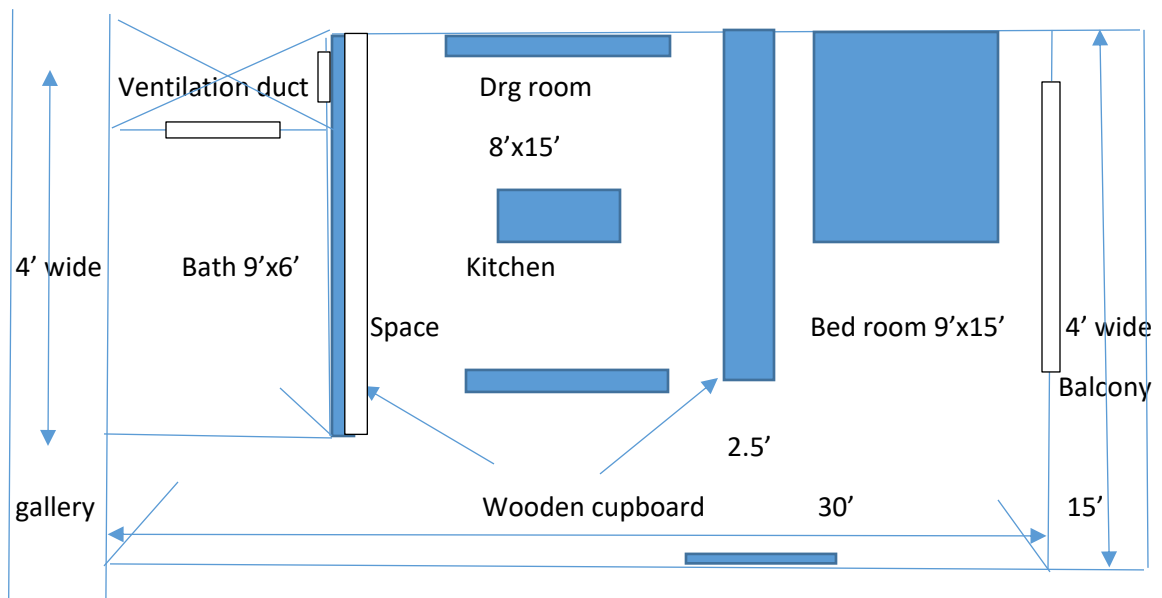 Ventilation duct
Drg room
8’x15’
4’ wide
Bath 9’x6’
Kitchen
Space
Bed room 9’x15’
4’ wide
Balcony
2.5’
gallery
Wooden cupboard
30’
15’